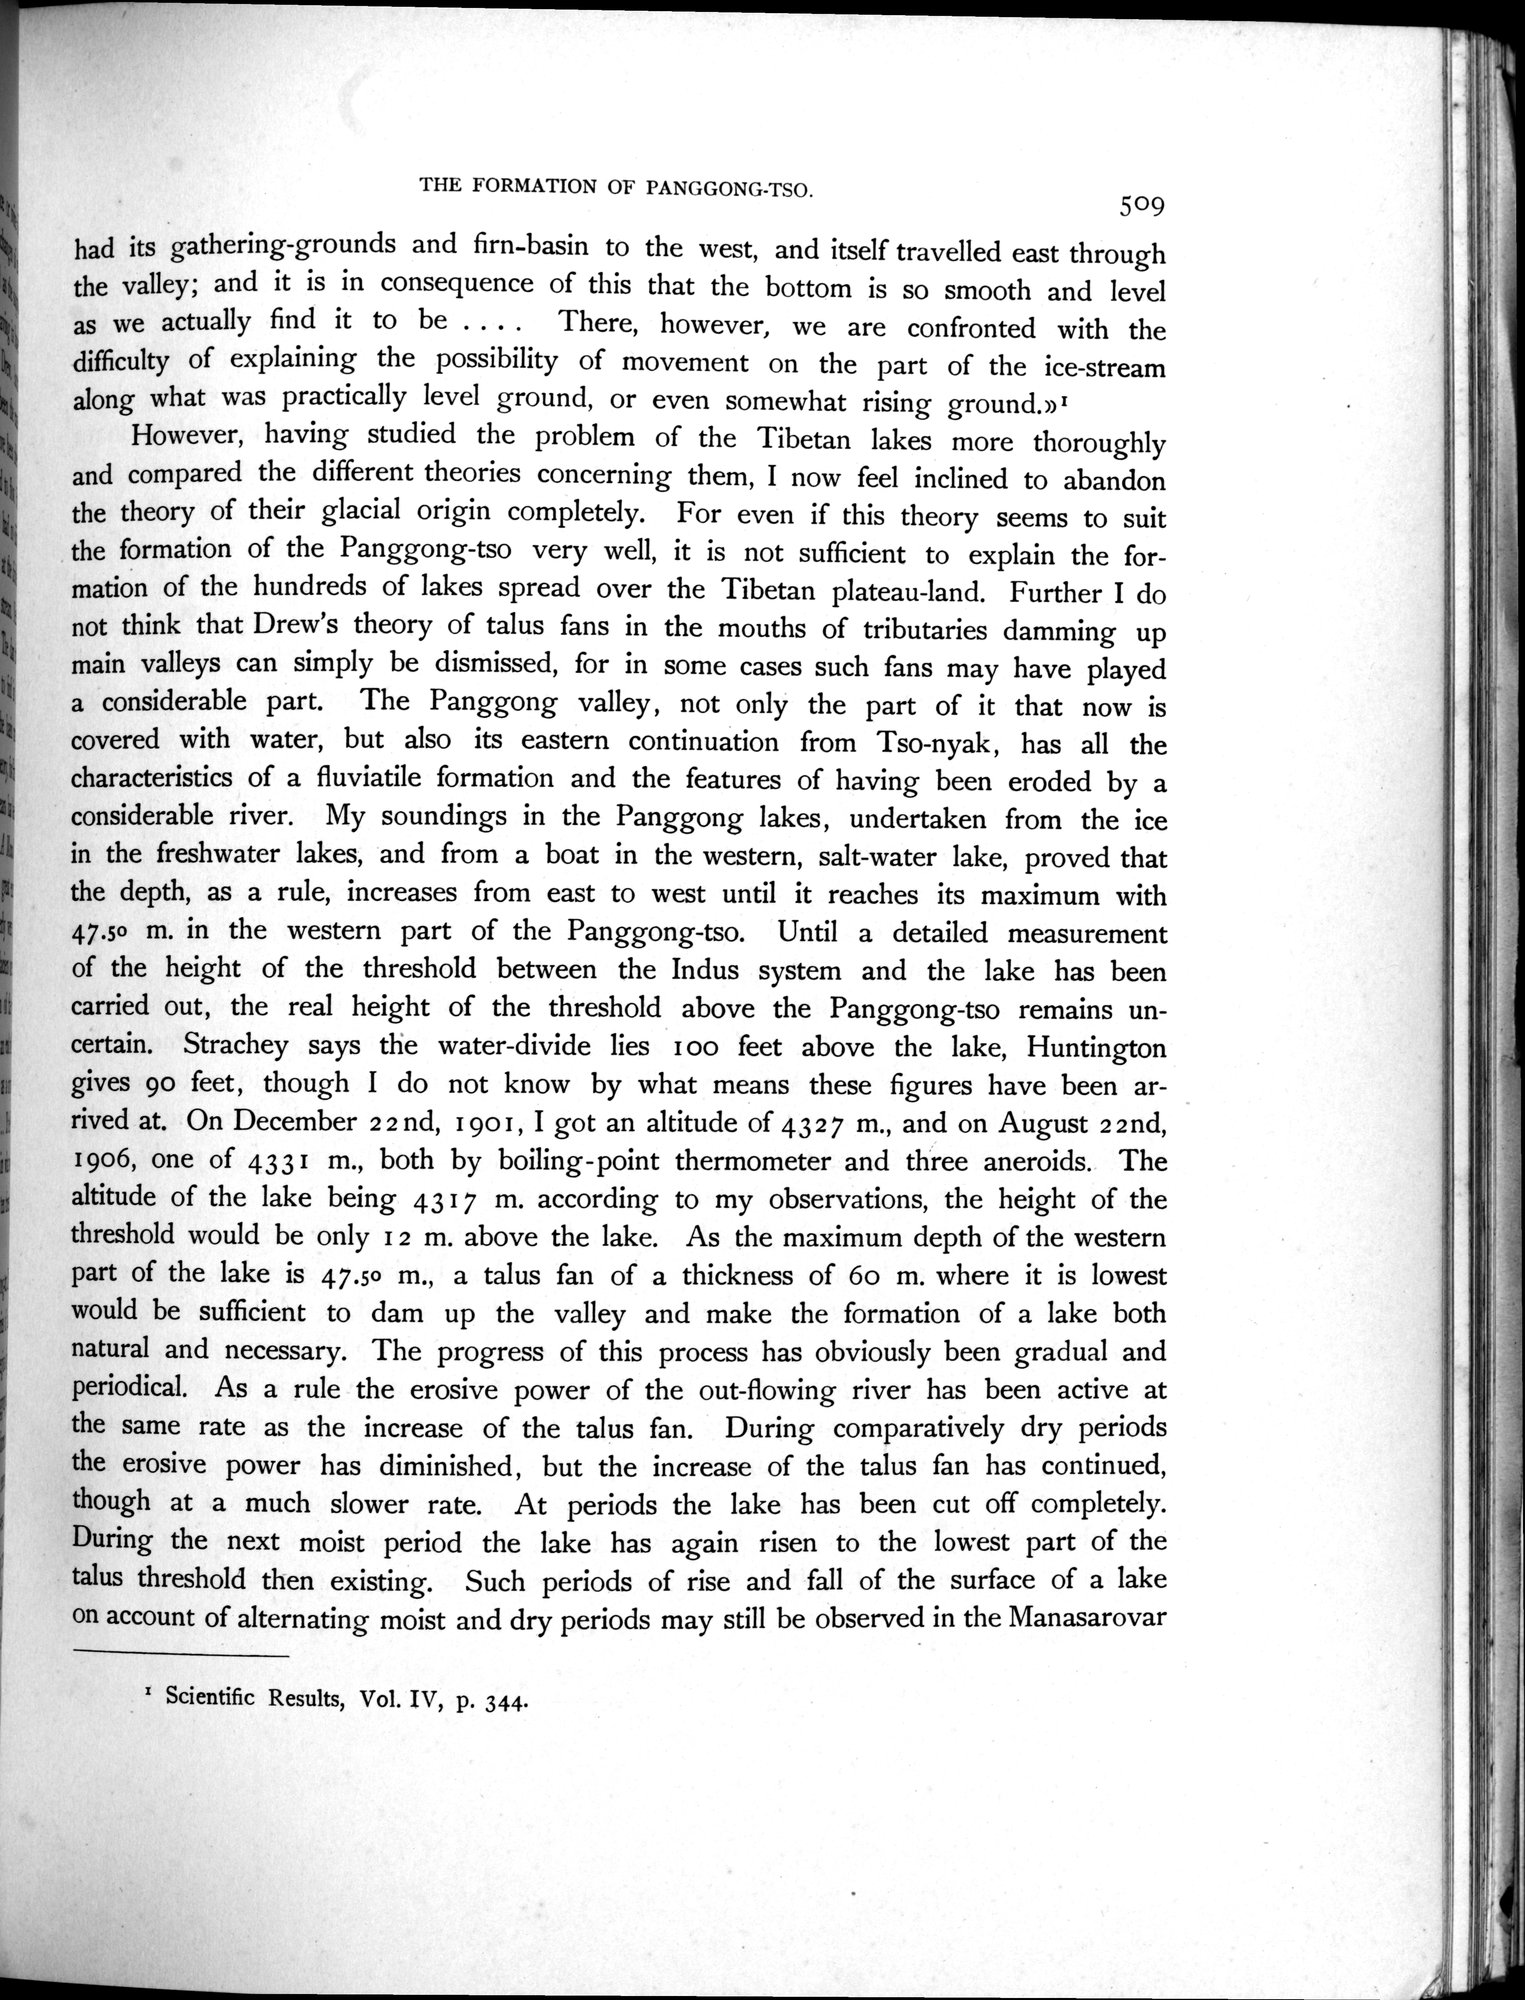 THE FORMATION OF PANGGONG-TSO.
509
had its gathering-grounds and firn-basin to the west, and itself travelled east through
the valley; and it is in consequence of this that the bottom is so smooth and level
as we actually find it to be .... There, however, we are confronted with the
difficulty of explaining the possibility of movement on the part of the ice-stream
along what was practically level ground, or even somewhat rising ground.»¹
However, having studied the problem of the Tibetan lakes more thoroughly
and compared the different theories concerning them, I now feel inclined to abandon
the theory of their glacial origin completely. For even if this theory seems to suit
the formation of the Panggong-tso very well, it is not sufficient to explain the for-
mation of the hundreds of lakes spread over the Tibetan plateau-land. Further I do
not think that Drew's theory of talus fans in the mouths of tributaries damming up
main valleys can simply be dismissed, for in some cases such fans may have played
a considerable part. The Panggong valley, not only the part of it that now is
covered with water, but also its eastern continuation from Tso-nyak, has all the
characteristics of a fluviatile formation and the features of having been eroded by a
considerable river. My soundings in the Panggong lakes, undertaken from the ice
in the freshwater lakes, and from a boat in the western, salt-water lake, proved that
the depth, as a rule, increases from east to west until it reaches its maximum with
47.50 m. in the western part of the Panggong-tso. Until a detailed measurement
of the height of the threshold between the Indus system and the lake has been
carried out, the real height of the threshold above the Panggong-tso remains un-
certain. Strachey says the water-divide lies 100 feet above the lake, Huntington
gives 90 feet, though I do not know by what means these figures have been ar-
rived at. On December 22nd, 1901, I got an altitude of 4327 m., and on August 22nd,
1906, one of 4331 m., both by boiling-point thermometer and three aneroids. The
altitude of the lake being 4317 m. according to my observations, the height of the
threshold would be only 12 m. above the lake. As the maximum depth of the western
part of the lake is 47.50 m., a talus fan of a thickness of 60 m. where it is lowest
would be sufficient to dam up the valley and make the formation of a lake both
natural and necessary. The progress of this process has obviously been gradual and
periodical. As a rule the erosive power of the out-flowing river has been active at
the same rate as the increase of the talus fan. During comparatively dry periods
the erosive power has diminished, but the increase of the talus fan has continued,
though at a much slower rate. At periods the lake has been cut off completely.
During the next moist period the lake has again risen to the lowest part of the
talus threshold then existing. Such periods of rise and fall of the surface of a lake
on account of alternating moist and dry periods may still be observed in the Manasarovar
¹ Scientific Results, Vol. IV, p. 344.